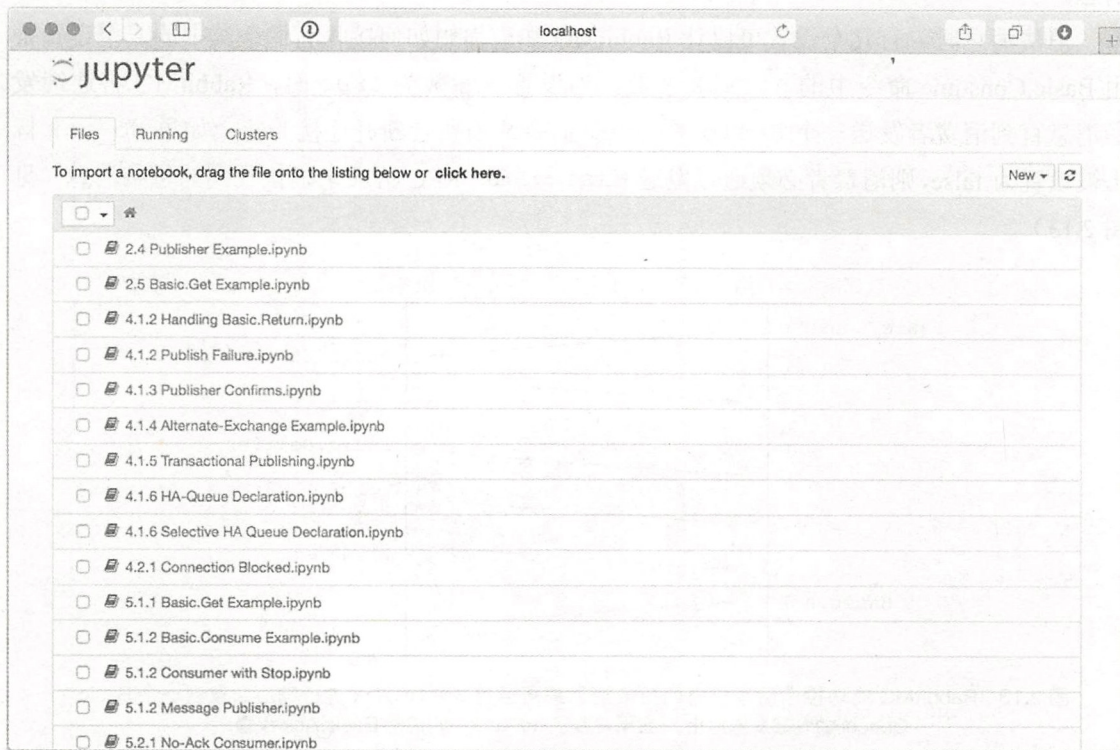 localhost
jupyter
Files Running Clusters
To import a notebook, drag the file onto the listing below or click here.
New
2.4 Publisher Example.ipynb
2.5 Basic.Get Example.ipynb
4.1.2 Handling Basic.Return.ipynb
4.1.2 Publish Failure.ipynb
4.1.3 Publisher Confirms.ipynb
4.1.4 Alternate-Exchange Example.ipynb
4.1.5 Transactional Publishing.ipynb
4.1.6 HA-Queue Declaration.ipynb
4.1.6 Selective HA Queue Declaration.ipynb
4.2.1 Connection Blocked.ipynb
5.1.1 Basic.Get Example.ipynb
5.1.2 Basic.Consume Example.ipynb
5.1.2 Consumer with Stop.ipynb
5.1.2 Message Publisher.ipynb
5.2.1 No-Ack Consumer.ipynb